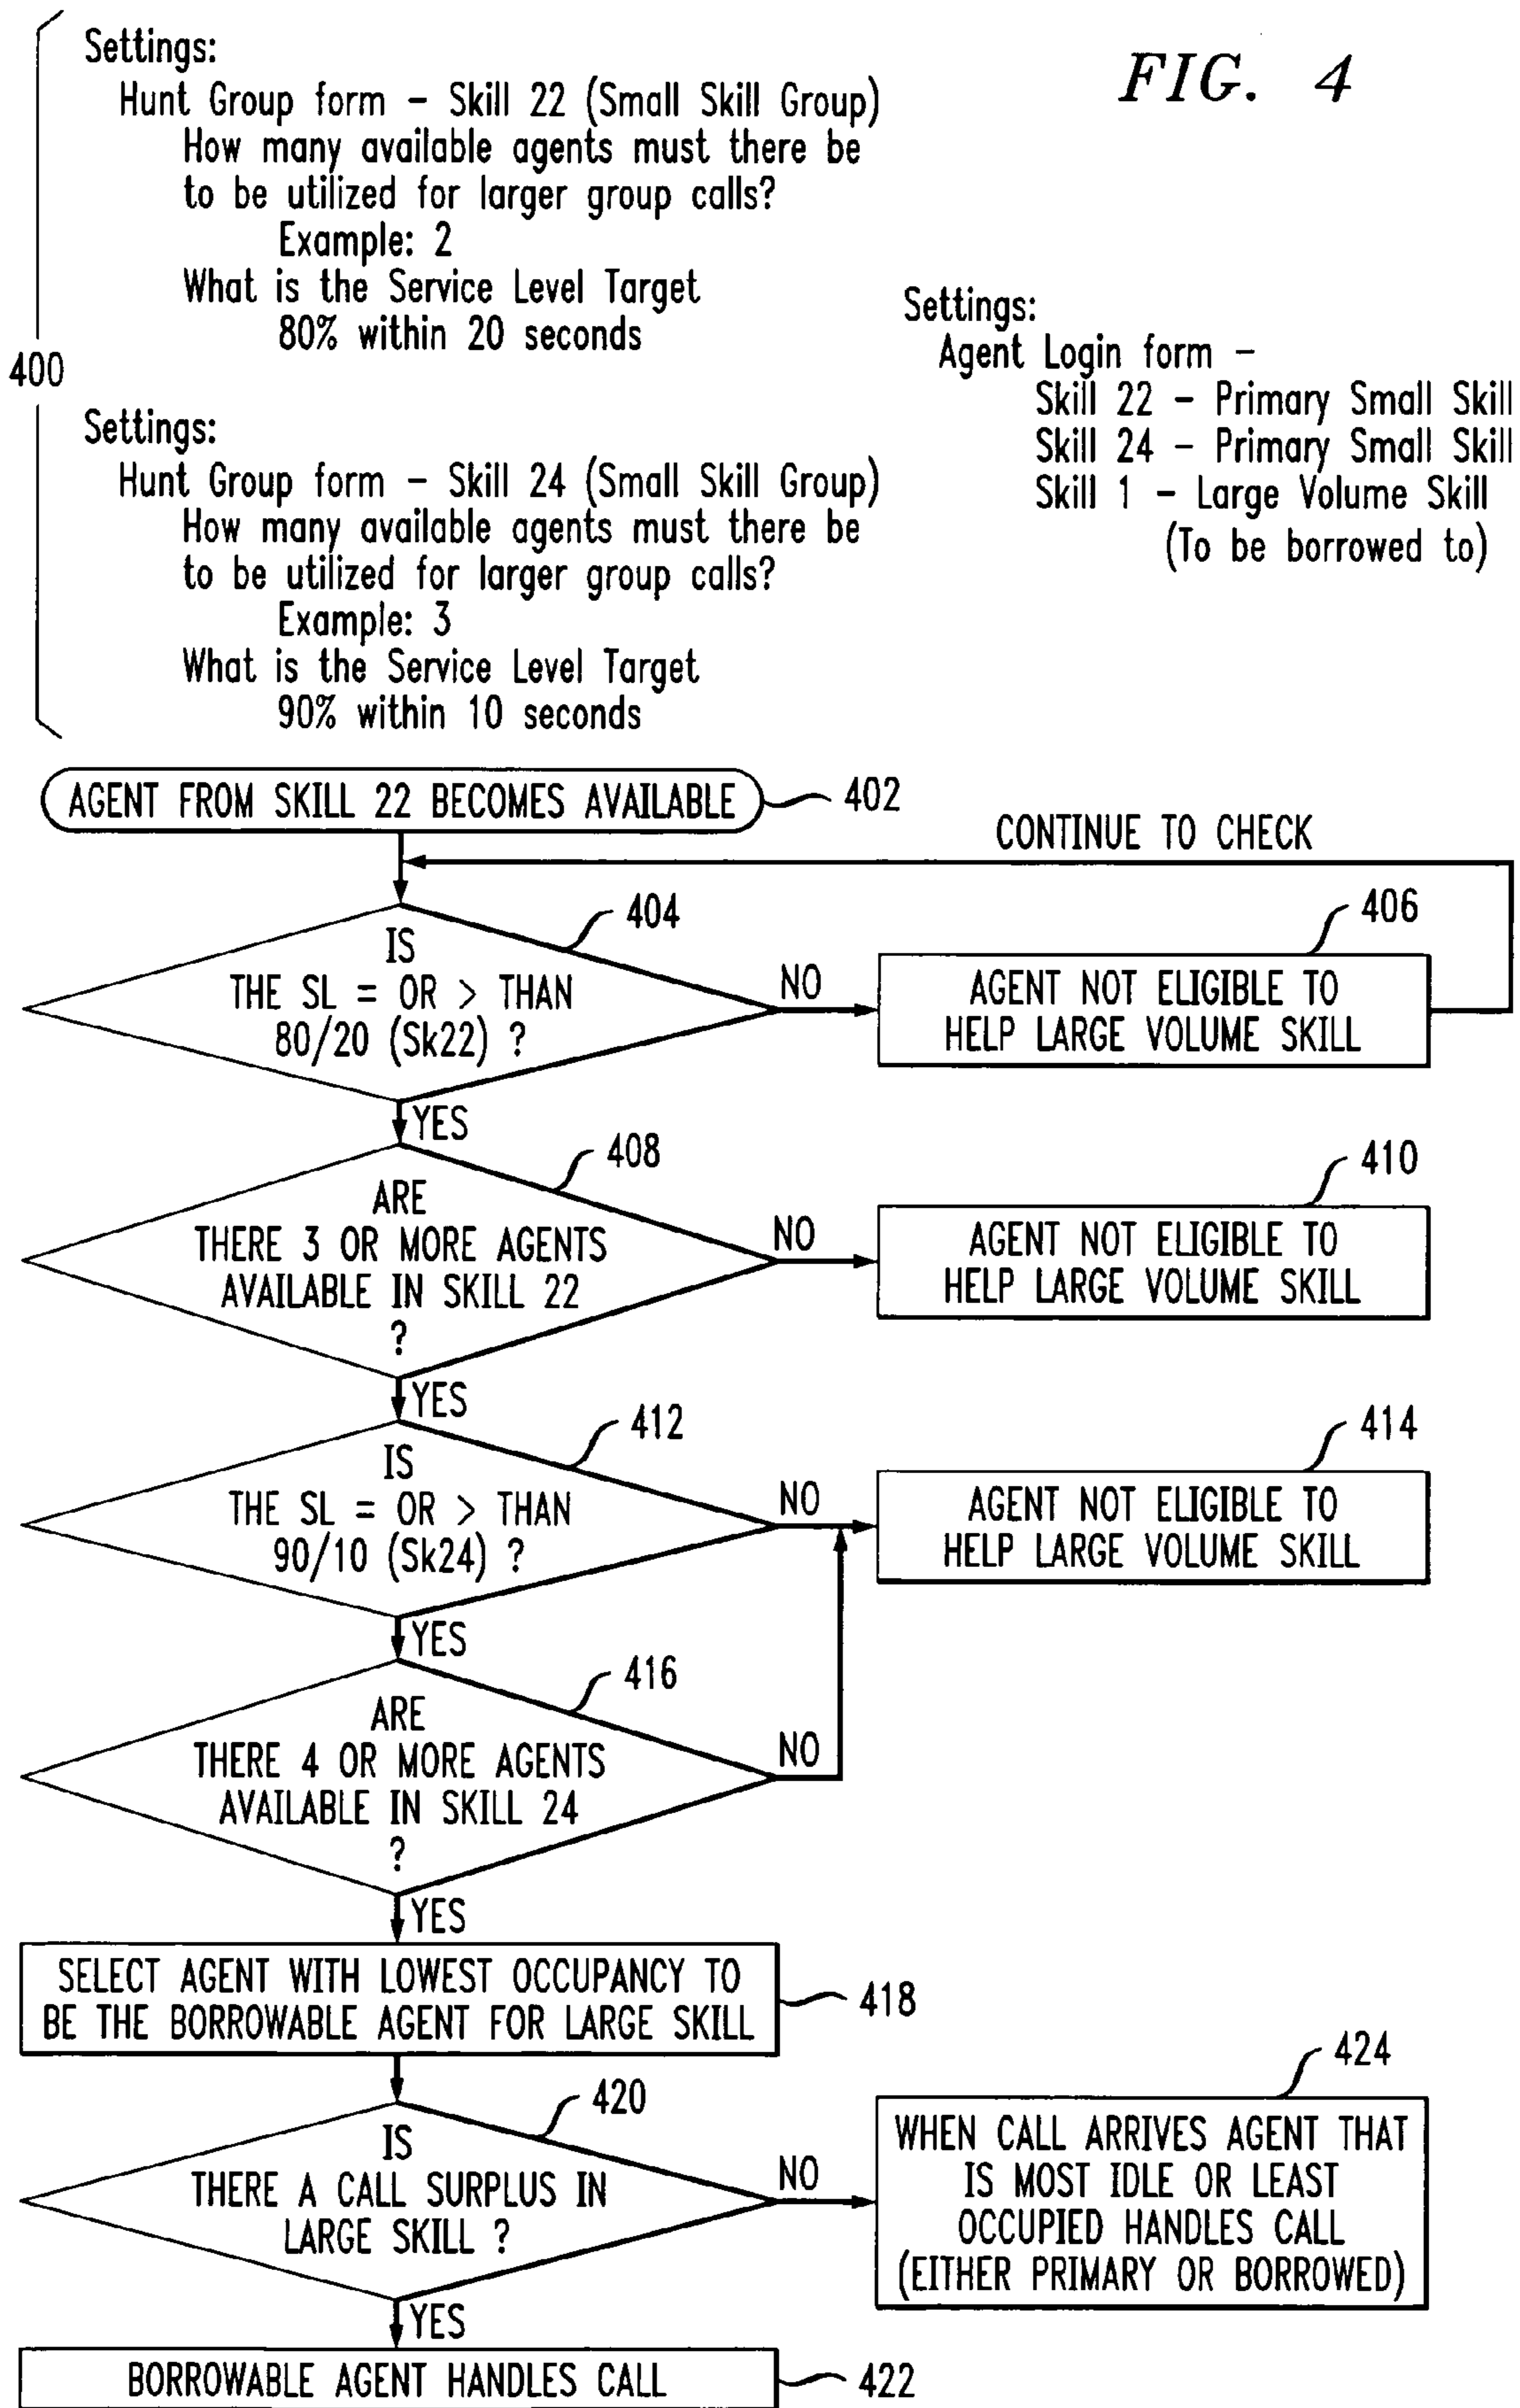 FIG. 4
400
Settings:
Hunt Group form - Skill 22 (Small Skill Group)
How many available agents must there be
to be utilized for larger group calls?
Example: 2
What is the Service Level Target
80% within 20 seconds
Settings:
Hunt Group form - Skill 24 (Small Skill Group)
How many available agents must there be
to be utilized for larger group calls?
Example: 3
What is the Service Level Target
90% within 10 seconds
Settings:
Agent Login form -
Skill 22 - Primary Small Skill
Skill 24 - Primary Small Skill
Skill 1 - Large Volume Skill
(To be borrowed to)
AGENT FROM SKILL 22 BECOMES AVAILABLE
402
CONTINUE TO CHECK
404
IS
THE SL = OR > THAN
80/20 (Sk22) ?
NO
406
AGENT NOT ELIGIBLE TO
HELP LARGE VOLUME SKILL
YES
408
ARE
THERE 3 OR MORE AGENTS
AVAILABLE IN SKILL 22
?
NO
410
AGENT NOT ELIGIBLE TO
HELP LARGE VOLUME SKILL
YES
412
IS
THE SL = OR > THAN
90/10 (Sk24) ?
NO
414
AGENT NOT ELIGIBLE TO
HELP LARGE VOLUME SKILL
YES
416
ARE
THERE 4 OR MORE AGENTS
AVAILABLE IN SKILL 24
?
NO
YES
SELECT AGENT WITH LOWEST OCCUPANCY TO
BE THE BORROWABLE AGENT FOR LARGE SKILL
418
420
IS
THERE A CALL SURPLUS IN
LARGE SKILL ?
NO
424
WHEN CALL ARRIVES AGENT THAT
IS MOST IDLE OR LEAST
OCCUPIED HANDLES CALL
(EITHER PRIMARY OR BORROWED)
YES
BORROWABLE AGENT HANDLES CALL
422